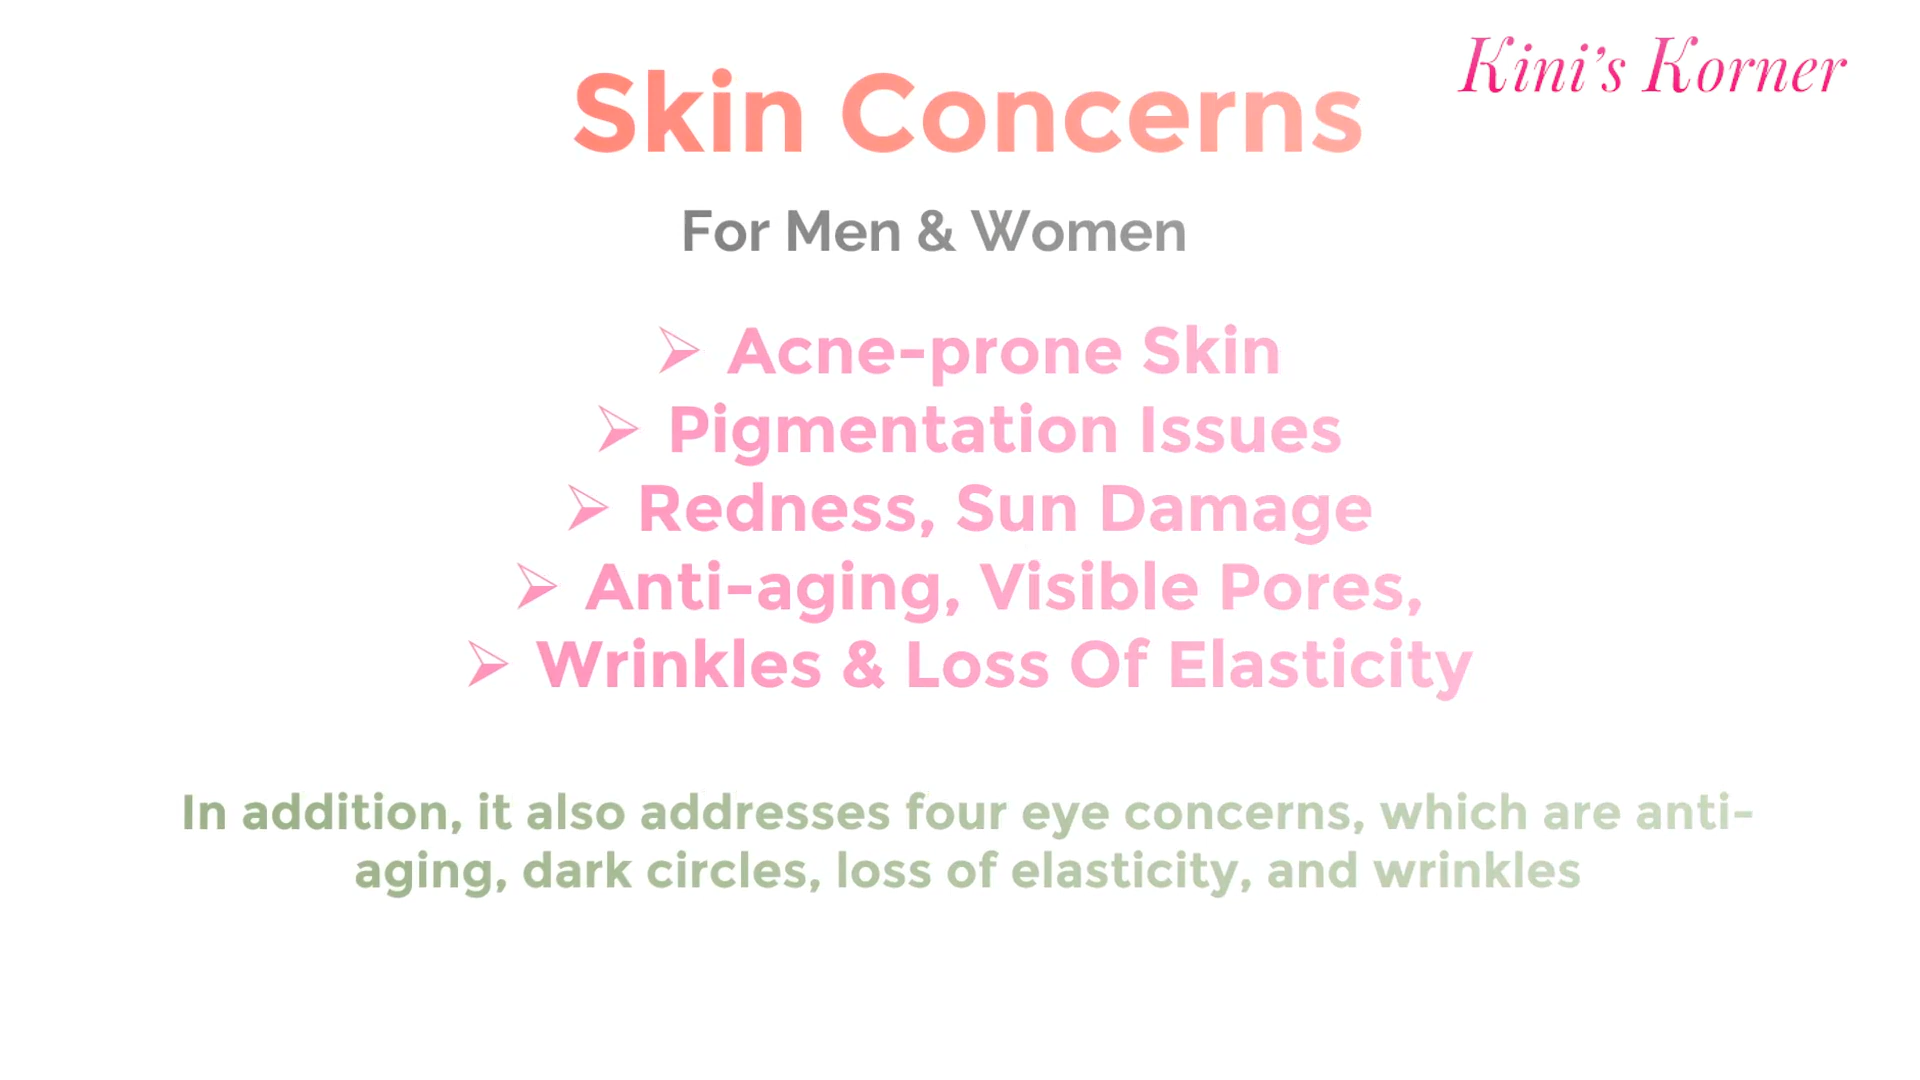 Kini's Korner
Skin Concerns
For Men & Women
➢ Acne-prone Skin
➢ Pigmentation Issues
➢ Redness, Sun Damage
➢ Anti-aging, Visible Pores,
➢ Wrinkles & Loss Of Elasticity
In addition, it also addresses four eye concerns, which are anti-
aging, dark circles, loss of elasticity, and wrinkles